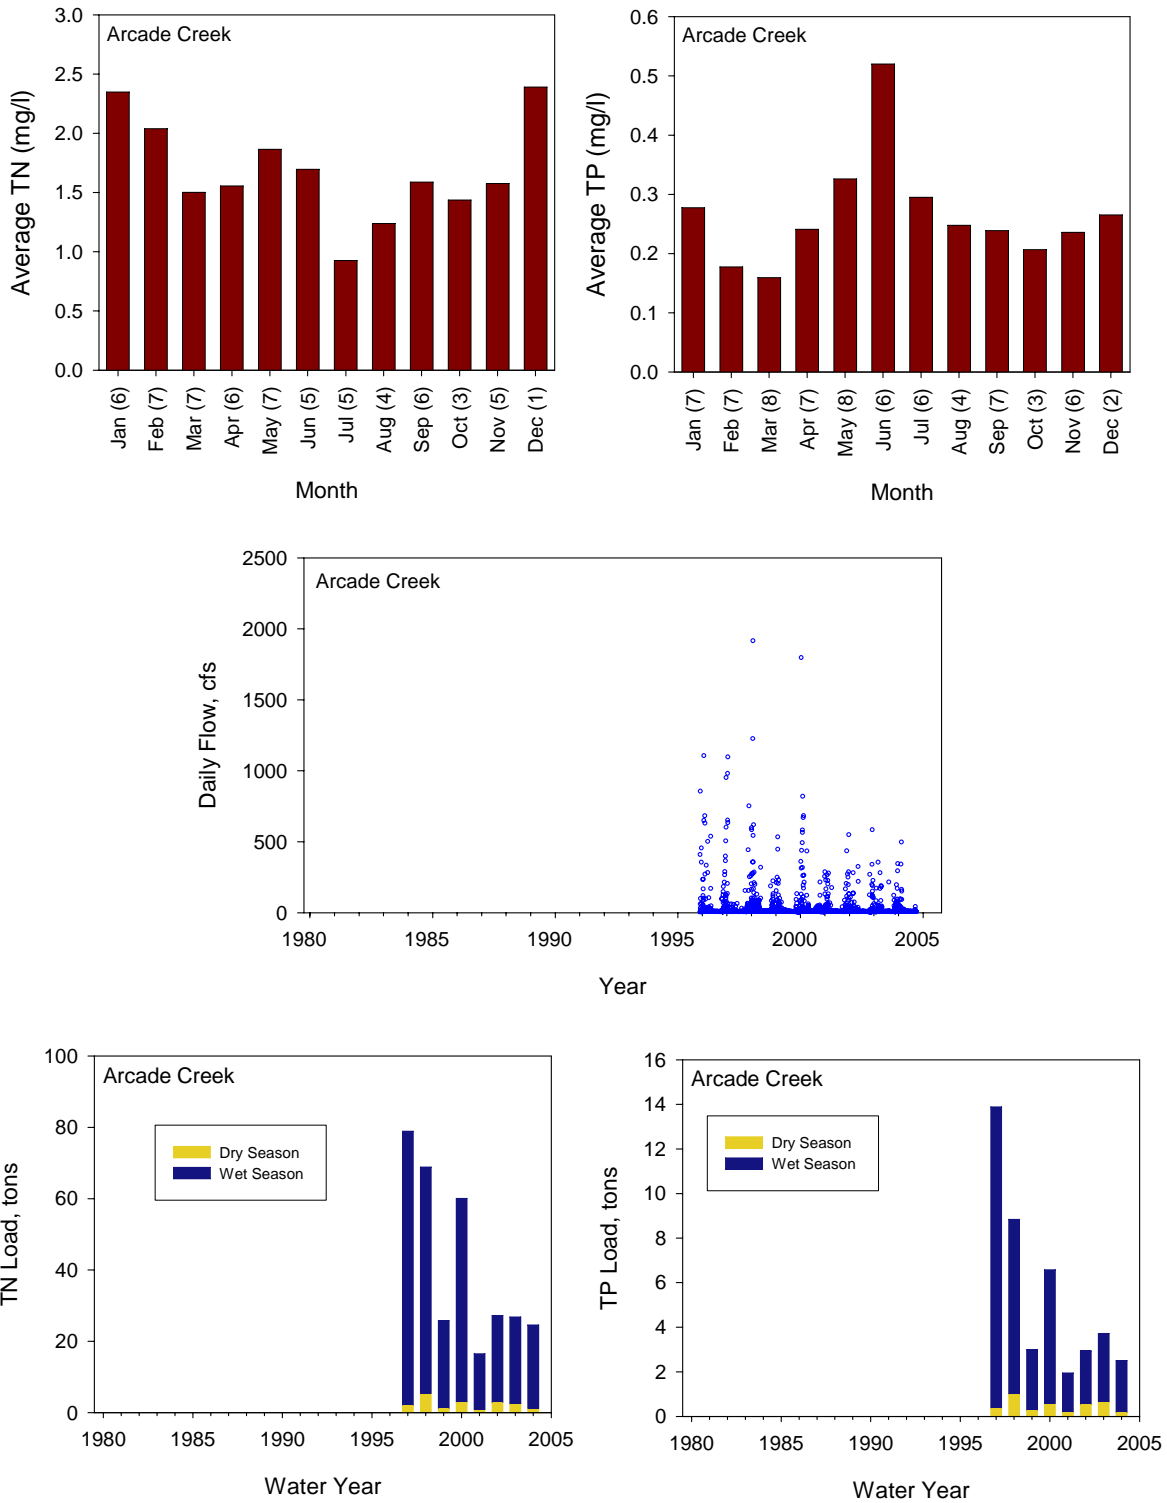 Arcade Creek
Average TN (mg/l)
3.0
2.5
2.0
1.5
1.0
0.5
0.0
Jan (6)
Feb (7)
Mar (7)
Apr (6)
May (7)
Jun (5)
Jul (5)
Aug (4)
Sep (6)
Oct (3)
Nov (5)
Dec (1)
Month
Arcade Creek
Average TP (mg/l)
0.6
0.5
0.4
0.3
0.2
0.1
0.0
Jan (7)
Feb (7)
Mar (8)
Apr (7)
May (8)
Jun (6)
Jul (6)
Aug (4)
Sep (7)
Oct (3)
Nov (6)
Dec (2)
Month
Arcade Creek
Daily Flow, cfs
2500
2000
1500
1000
500
0
1980 1985 1990 1995 2000 2005
Year
Arcade Creek
TN Load, tons
100
80
60
40
20
0
Dry Season
Wet Season
1980 1985 1990 1995 2000 2005
Water Year
Arcade Creek
TP Load, tons
16
14
12
10
8
6
4
2
0
Dry Season
Wet Season
1980 1985 1990 1995 2000 2005
Water Year